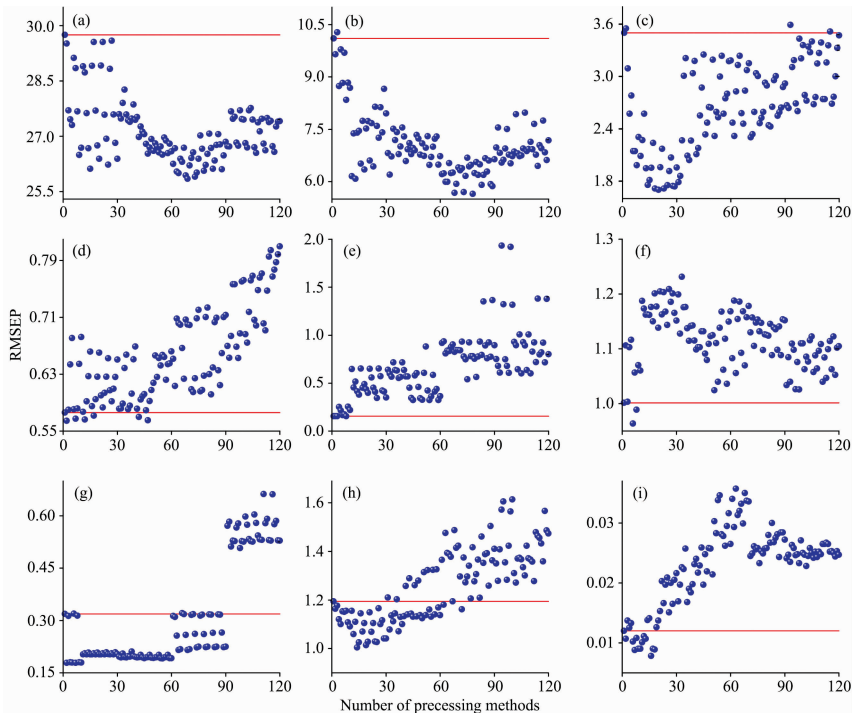 (a) (b) (c)
30.0 10.5 3.6
28.5 9.0 3.0
27.0 7.5 2.4
25.5 6.0 1.8
0 30 60 90 120 0 30 60 90 120 0 30 60 90 120
(d) (e) (f)
0.79 2.0 1.3
0.71 1.5 1.2
0.63 1.0 1.1
0.55 0.5 1.0
0.0
0 30 60 90 120 0 30 60 90 120 0 30 60 90 120
RMSEP
(g) (h) (i)
0.60 1.6 0.03
0.45 1.4 0.02
0.30 1.2 0.01
0.15 1.0
0 30 60 90 120 0 30 60 90 120 0 30 60 90 120
Number of precessing methods